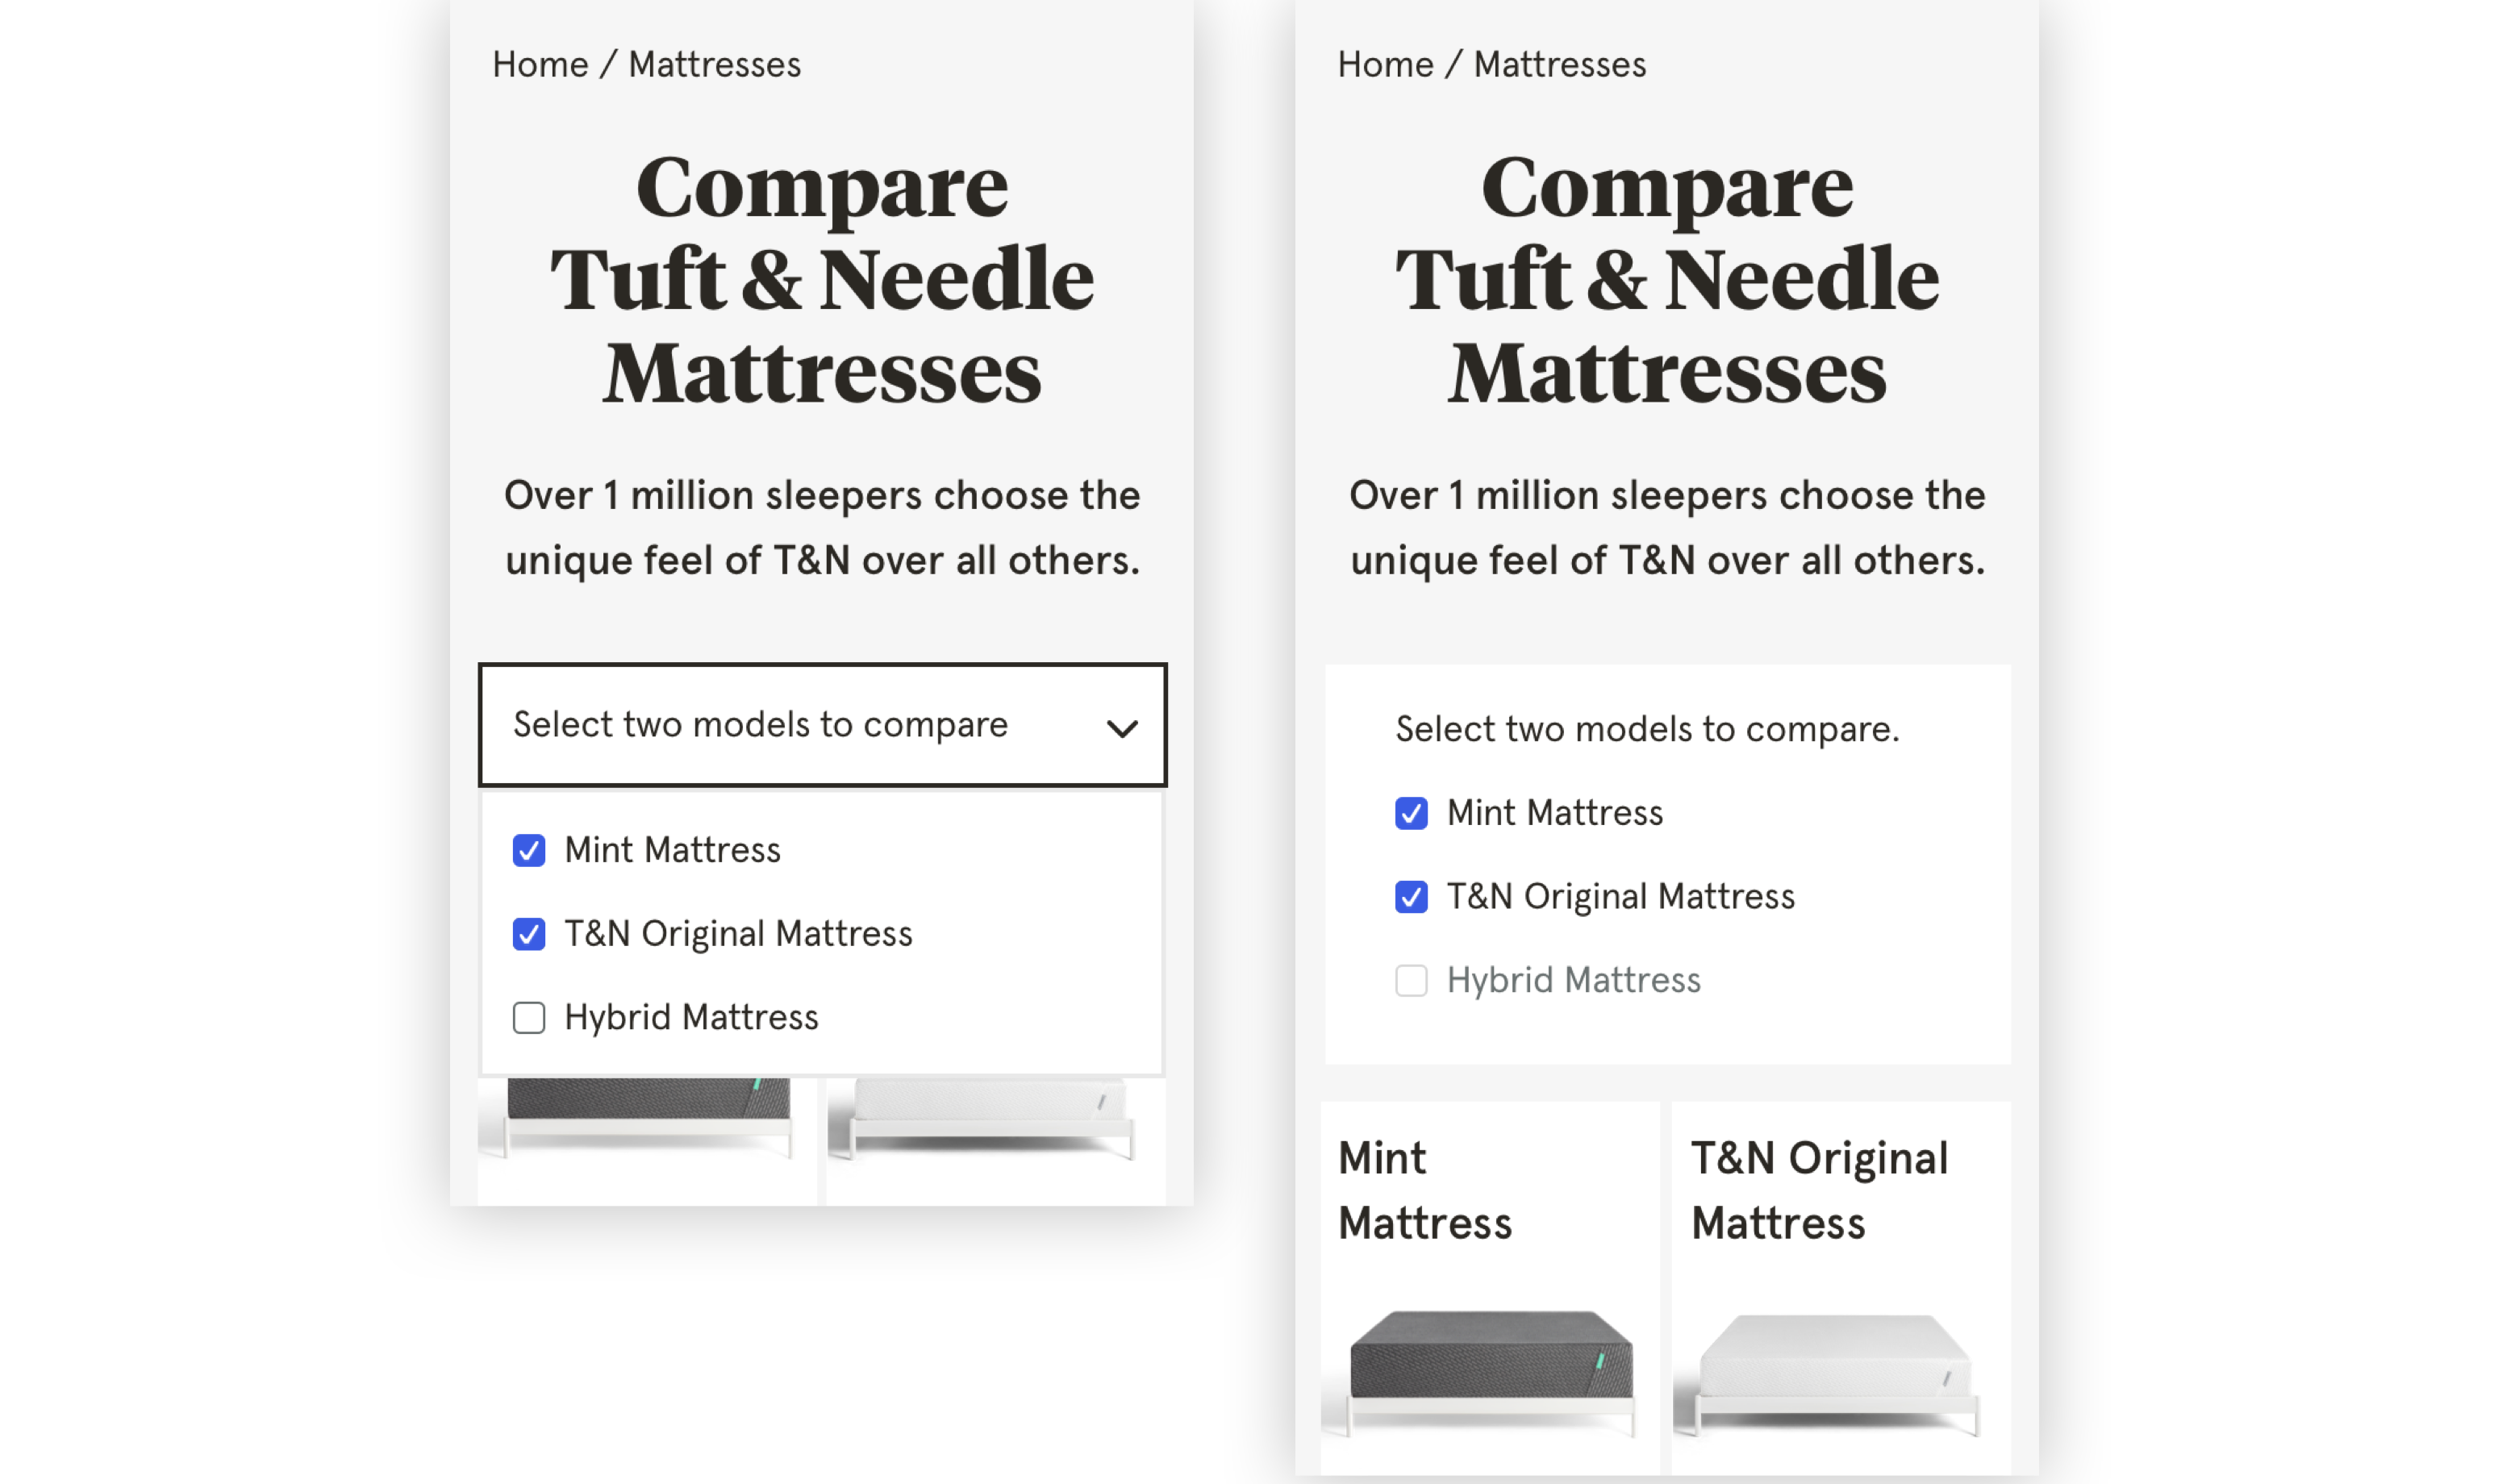 Home / Mattresses
Compare
Tuft & Needle
Mattresses
Over 1 million sleepers choose the
unique feel of T&N over all others.
Select two models to compare
Mint Mattress
T&N Original Mattress
Hybrid Mattress
Home / Mattresses
Compare
Tuft & Needle
Mattresses
Over 1 million sleepers choose the
unique feel of T&N over all others.
Select two models to compare.
Mint Mattress
T&N Original Mattress
Hybrid Mattress
Mint
Mattress
T&N Original
Mattress